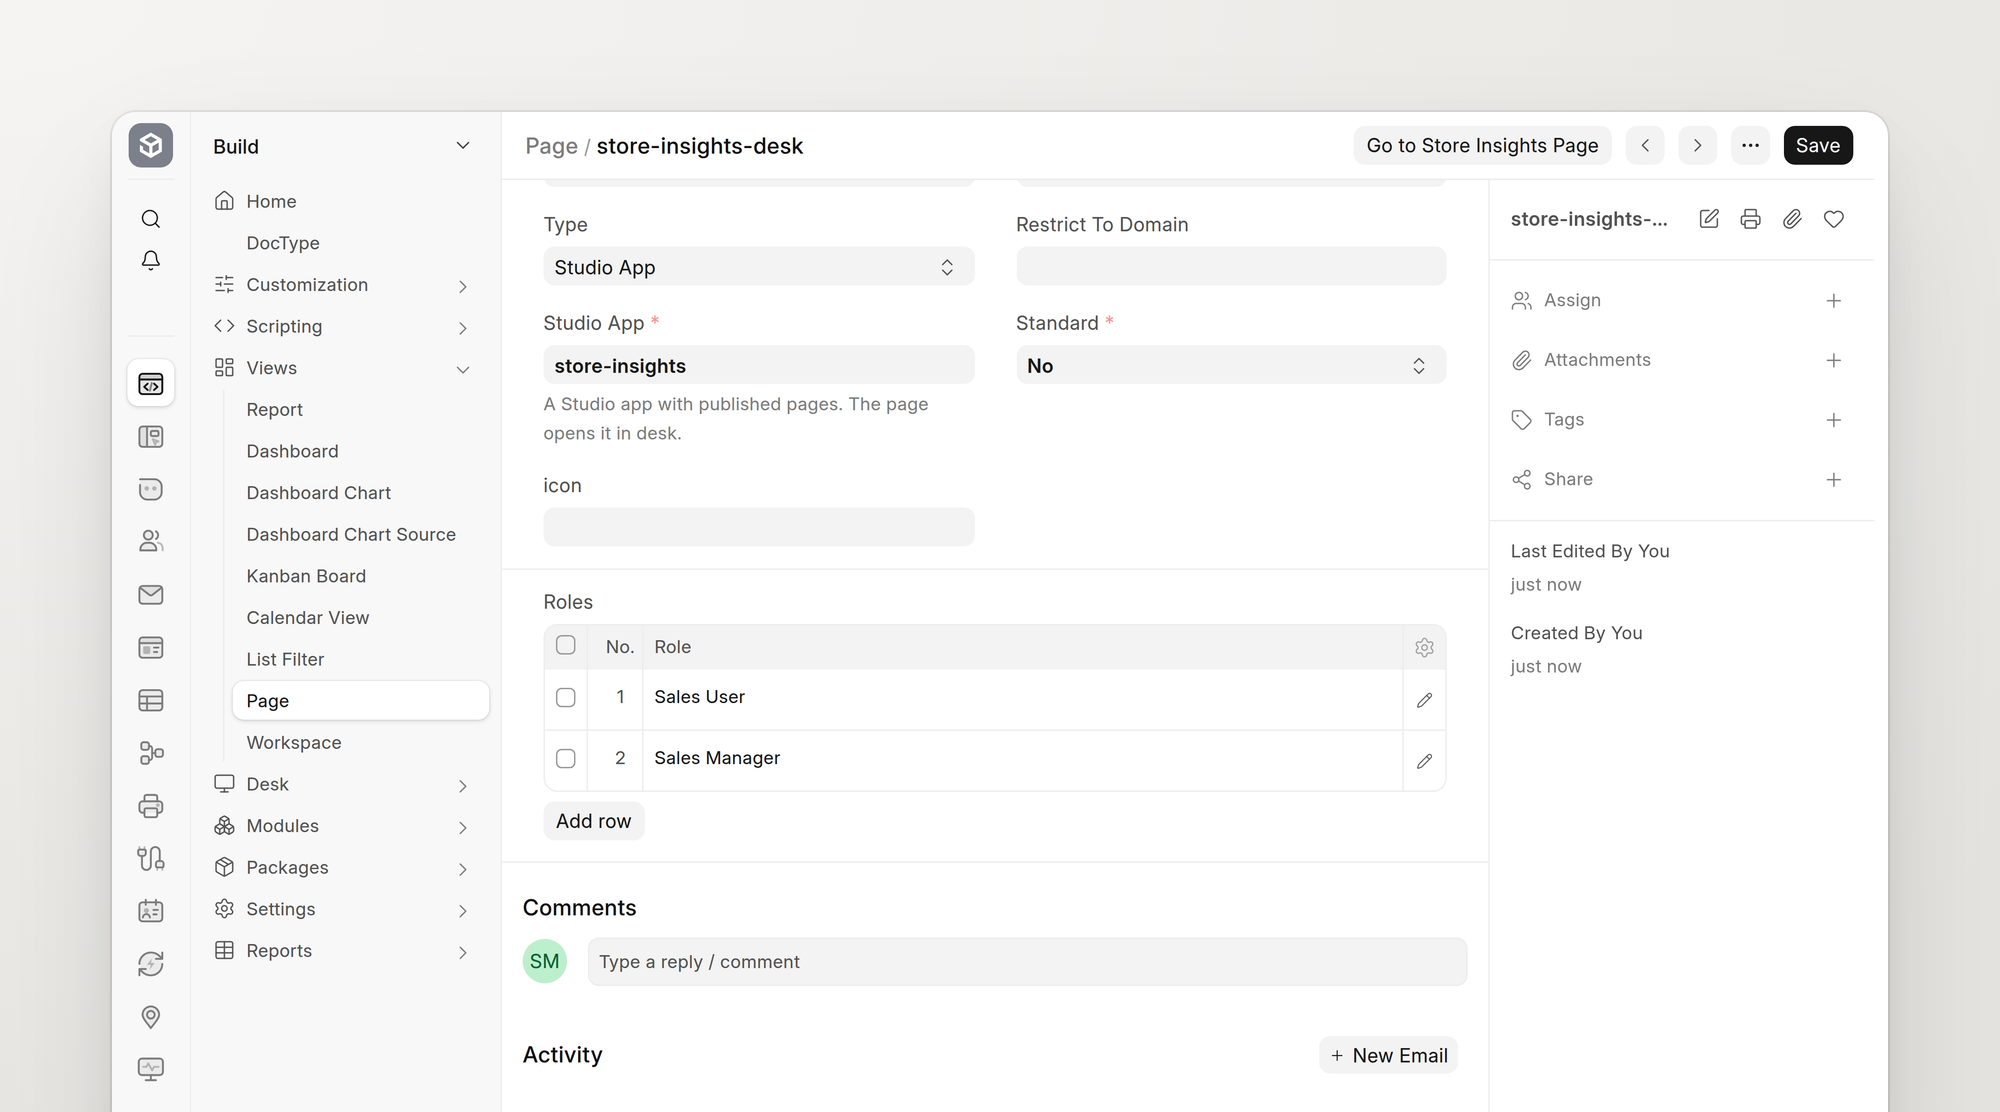 Build
Home
DocType
Customization
Scripting
Views
Report
Dashboard
Dashboard Chart
Dashboard Chart Source
Kanban Board
Calendar View
List Filter
Page
Workspace
Desk
Modules
Packages
Settings
Reports
Page / store-insights-desk
Go to Store Insights Page
Save
Type
Studio App
Restrict To Domain
Studio App *
store-insights
A Studio app with published pages. The page
opens it in desk.
Standard *
No
icon
Roles
No. Role
1 Sales User
2 Sales Manager
Add row
Comments
SM
Type a reply / comment
Activity
+ New Email
store-insights-...
Assign
Attachments
Tags
Share
Last Edited By You
just now
Created By You
just now